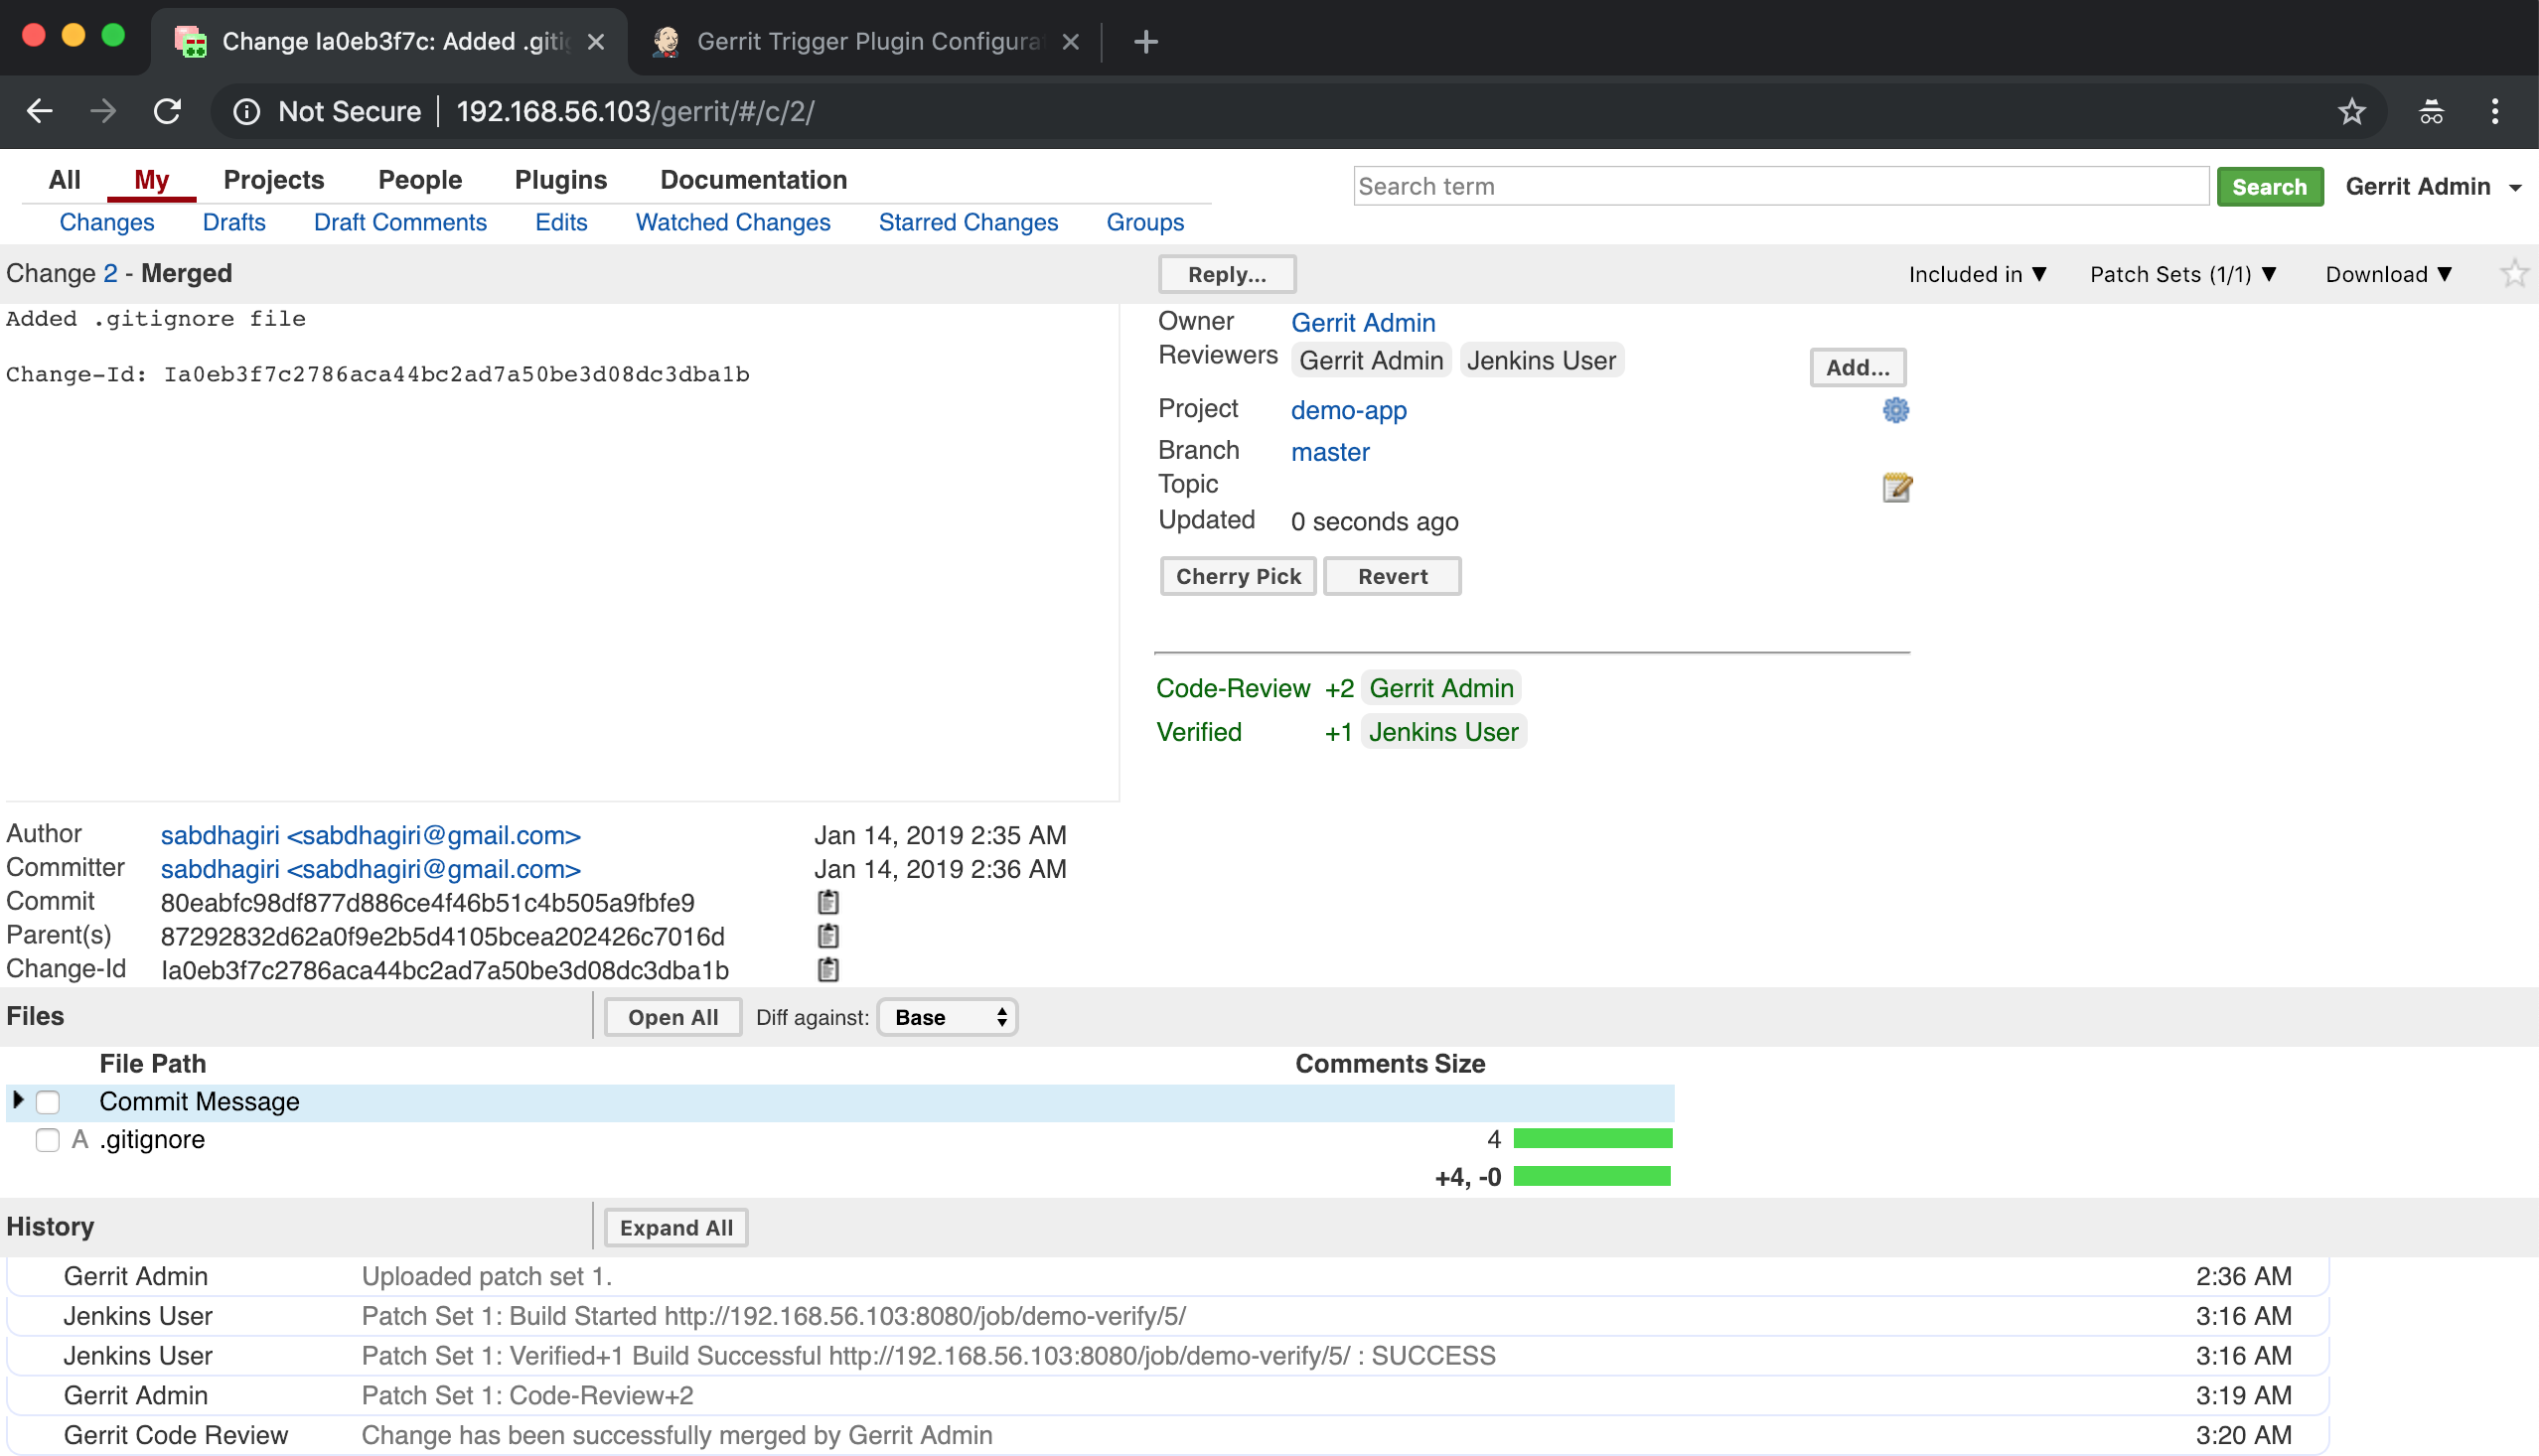 Change Ia0eb3f7c: Added .giti
Gerrit Trigger Plugin Configura
Not Secure 192.168.56.103/gerrit/#/c/2/
All My Projects People Plugins Documentation
Search term Search Gerrit Admin
Changes Drafts Draft Comments Edits Watched Changes Starred Changes Groups
Change 2 - Merged Reply... Included in ▼ Patch Sets (1/1) ▼ Download ▼
Added .gitignore file
Change-Id: Ia0eb3f7c2786aca44bc2ad7a50be3d08dc3dba1b
Owner Gerrit Admin
Reviewers Gerrit Admin Jenkins User Add...
Project demo-app
Branch master
Topic
Updated 0 seconds ago
Cherry Pick Revert
Code-Review +2 Gerrit Admin
Verified +1 Jenkins User
Author sabdhagiri <sabdhagiri@gmail.com> Jan 14, 2019 2:35 AM
Committer sabdhagiri <sabdhagiri@gmail.com> Jan 14, 2019 2:36 AM
Commit 80eabfc98df877d886ce4f46b51c4b505a9fbfe9
Parent(s) 87292832d62a0f9e2b5d4105bcea202426c7016d
Change-Id Ia0eb3f7c2786aca44bc2ad7a50be3d08dc3dba1b
Files Open All Diff against: Base
File Path Comments Size
Commit Message
A .gitignore 4
+4, -0
History Expand All
Gerrit Admin Uploaded patch set 1. 2:36 AM
Jenkins User Patch Set 1: Build Started http://192.168.56.103:8080/job/demo-verify/5/ 3:16 AM
Jenkins User Patch Set 1: Verified+1 Build Successful http://192.168.56.103:8080/job/demo-verify/5/ : SUCCESS 3:16 AM
Gerrit Admin Patch Set 1: Code-Review+2 3:19 AM
Gerrit Code Review Change has been successfully merged by Gerrit Admin 3:20 AM